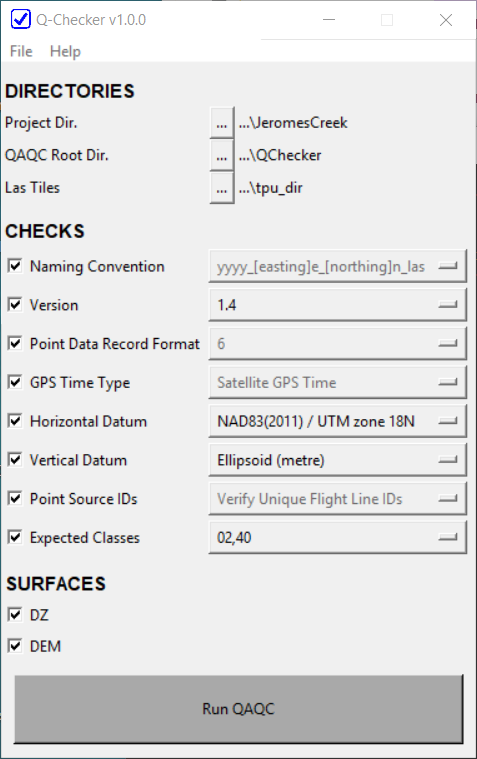 Q-Checker v1.0.0
File Help
DIRECTORIES
Project Dir. ... ...\JeromesCreek
QAQC Root Dir. ... ...\QChecker
Las Tiles ... ...\tpu_dir
CHECKS
Naming Convention yyyy_[easting]e_[northing]n_las
Version 1.4
Point Data Record Format 6
GPS Time Type Satellite GPS Time
Horizontal Datum NAD83(2011) / UTM zone 18N
Vertical Datum Ellipsoid (metre)
Point Source IDs Verify Unique Flight Line IDs
Expected Classes 02,40
SURFACES
DZ
DEM
Run QAQC